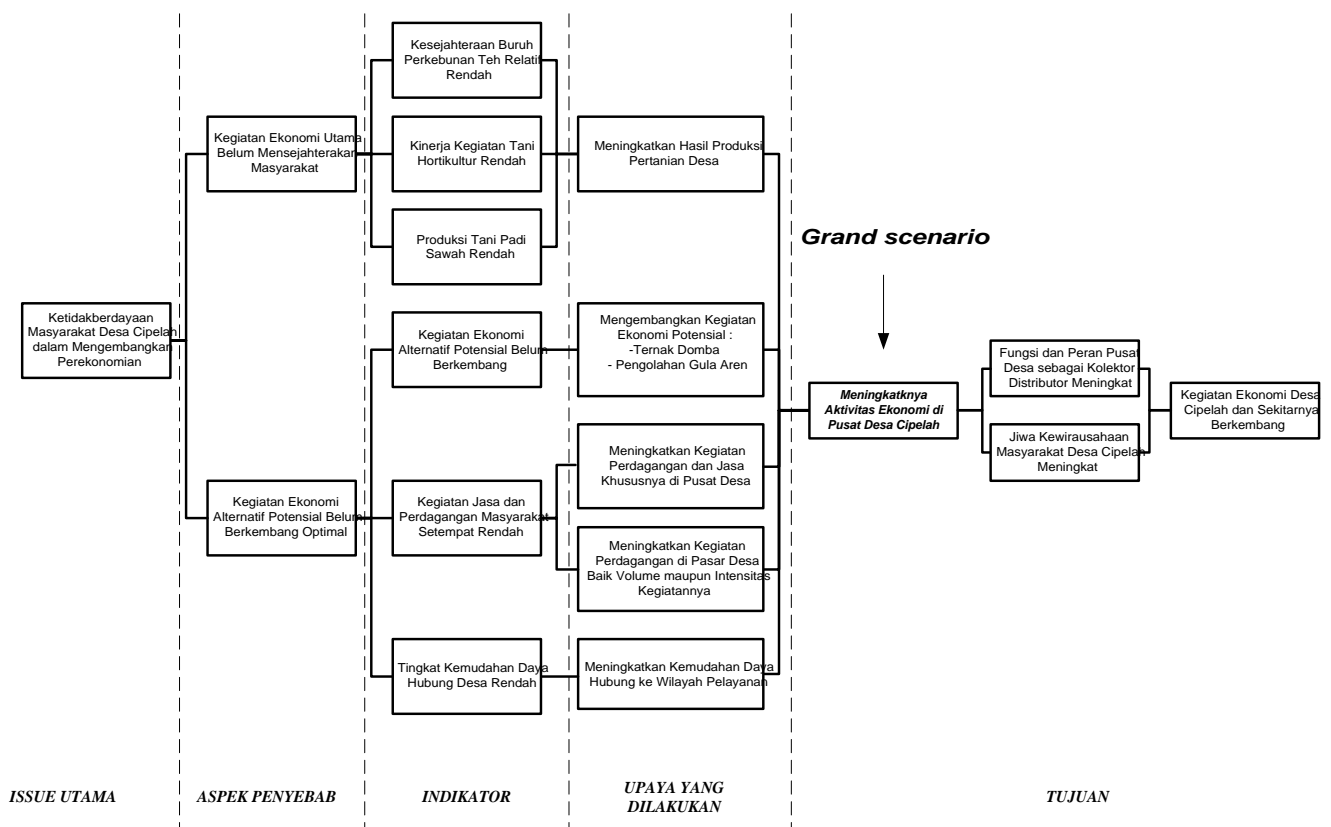 Ketidakberdayaan
Masyarakat Desa Cipelah
dalam Mengembangkan
Perekonomian
Kegiatan Ekonomi Utama
Belum Mensejahterakan
Masyarakat
Kegiatan Ekonomi
Alternatif Potensial Belum
Berkembang Optimal
Kesejahteraan Buruh
Perkebunan Teh Relatif
Rendah
Kinerja Kegiatan Tani
Hortikultur Rendah
Produksi Tani Padi
Sawah Rendah
Kegiatan Ekonomi
Alternatif Potensial Belum
Berkembang
Kegiatan Jasa dan
Perdagangan Masyarakat
Setempat Rendah
Tingkat Kemudahan Daya
Hubung Desa Rendah
Meningkatkan Hasil Produksi
Pertanian Desa
Mengembangkan Kegiatan
Ekonomi Potensial :
-Ternak Domba
- Pengolahan Gula Aren
Meningkatkan Kegiatan
Perdagangan dan Jasa
Khususnya di Pusat Desa
Meningkatkan Kegiatan
Perdagangan di Pasar Desa
Baik Volume maupun Intensitas
Kegiatannya
Meningkatkan Kemudahan Daya
Hubung ke Wilayah Pelayanan
Grand scenario
Meningkatknya
Aktivitas Ekonomi di
Pusat Desa Cipelah
Fungsi dan Peran Pusat
Desa sebagai Kolektor
Distributor Meningkat
Jiwa Kewirausahaan
Masyarakat Desa Cipelah
Meningkat
Kegiatan Ekonomi Desa
Cipelah dan Sekitarnya
Berkembang
ISSUE UTAMA
ASPEK PENYEBAB
INDIKATOR
UPAYA YANG
DILAKUKAN
TUJUAN